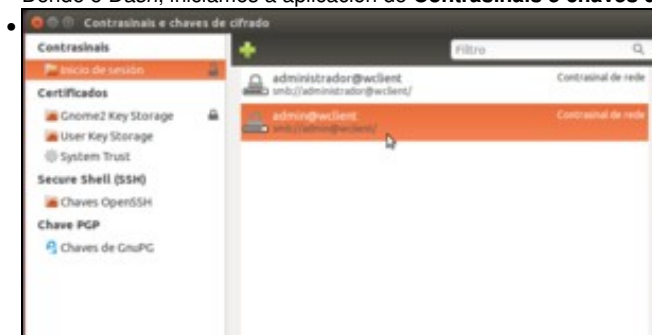 Dende o Dash, iniciamos a aplicación de Contrasinais e chaves
Contrasinais e chaves de cifrado
Contrasinais
Filtro
Inicio de sesión
administrador@wclient
Contrasinal de rede
smb://administrador@wclient/
Certificados
Gnome2 Key Storage
admin@wclient
Contrasinal de rede
smb://admin@wclient/
User Key Storage
System Trust
Secure Shell (SSH)
Chaves OpenSSH
Chave PGP
Chaves de GnuPG